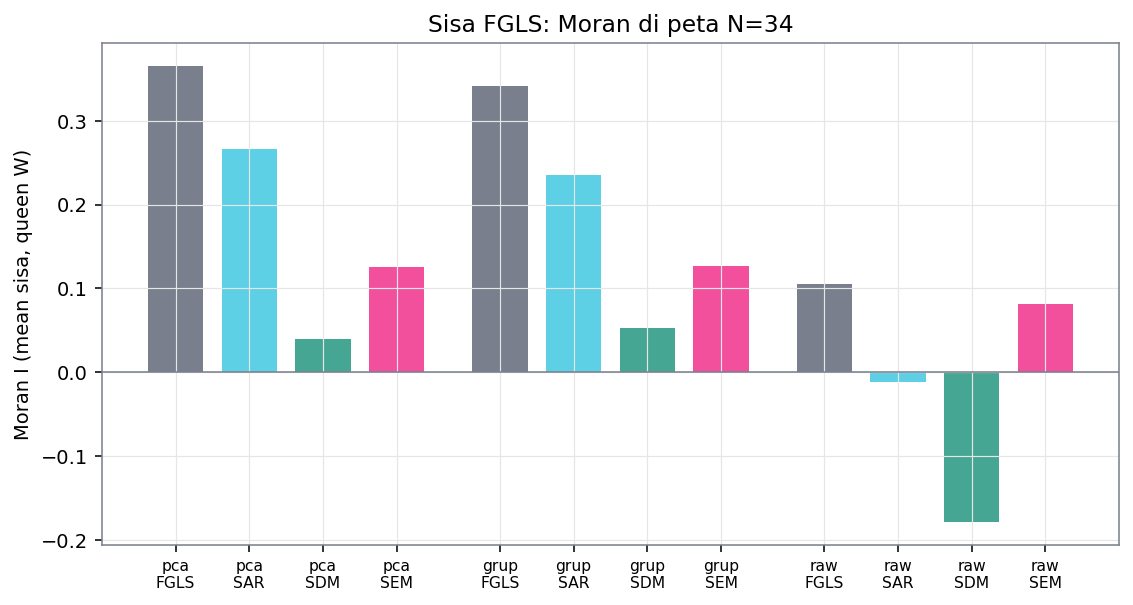 Sisa FGLS: Moran di peta N=34
Moran I (mean sisa, queen W)
0.3
0.2
0.1
0.0
−0.1
−0.2
pca FGLS
pca SAR
pca SDM
pca SEM
grup FGLS
grup SAR
grup SDM
grup SEM
raw FGLS
raw SAR
raw SDM
raw SEM